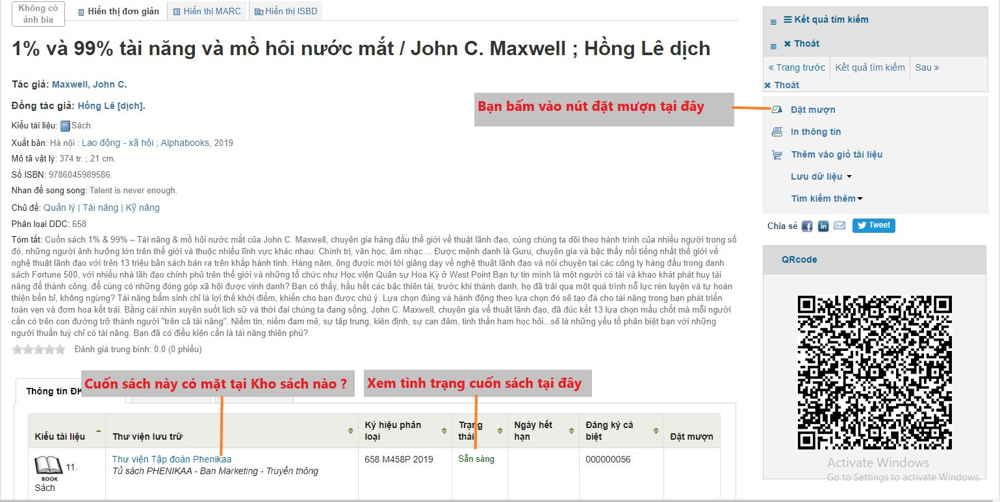 Không có
ảnh bìa
Hiển thị đơn giản
Hiển thị MARC
Hiển thị ISBD
1% và 99% tài năng và mồ hôi nước mắt / John C. Maxwell ; Hồng Lê dịch
Tác giả: Maxwell, John C.
Đồng tác giả: Hồng Lê [dịch].
Kiểu tài liệu: Sách
Xuất bản: Hà nội : Lao động - xã hội ; Alphabooks, 2019
Mô tả vật lý: 374 tr. ; 21 cm.
Số ISBN: 9786045989586.
Nhan đề song song: Talent is never enough.
Chủ đề: Quản lý | Tài năng | Kỹ năng
Phân loại DDC: 658
Tóm tắt: Cuốn sách 1% & 99% – Tài năng & mồ hôi nước mắt của John C. Maxwell, chuyên gia hàng đầu thế giới về thuật lãnh đạo, cùng chúng ta dõi theo hành trình của nhiều người trong số
đó, những người ảnh hưởng lớn trên thế giới và thuộc nhiều lĩnh vực khác nhau: Chính trị, văn học, âm nhạc ... Được mệnh danh là Guru, chuyên gia và bậc thầy nổi tiếng nhất thế giới về
nghệ thuật lãnh đạo với trên 13 triệu bản sách bán ra trên khắp hành tinh. Hàng năm, ông được mời tới giảng dạy về nghệ thuật lãnh đạo và nói chuyện tại các công ty hàng đầu trong danh
sách Fortune 500, với nhiều nhà lãh đạo chính phủ trên thế giới và những tổ chức như Học viện Quân sự Hoa Kỳ ở West Point Bạn tự tin mình là một người có tài và khao khát phát huy tài
năng để thành công, để cùng có những đóng góp xã hội được vinh danh? Bạn có thấy, hầu hết các bậc thiên tài, trước khi thành danh, họ đã trải qua một quá trình nỗ lực rèn luyện và tự hoàn
thiện bền bỉ, không ngừng? Tài năng bẩm sinh chỉ là lợi thế khởi điểm, khiến cho bạn được chú ý. Lựa chọn đúng và hành động theo lựa chọn đó sẽ tạo đà cho tài năng trong bạn phát triển
toàn vẹn và đơm hoa kết trái. Bằng cái nhìn xuyên suốt lịch sử và thời đại chúng ta đang sống, John C. Maxwell, chuyên gia về thuật lãnh đạo, đã đúc kết 13 lựa chọn mấu chốt mà mỗi người
cần có trên con đường trở thành người "trên cả tài năng". Niềm tin, niềm đam mê, sự tập trung, kiên định, sự can đảm, tinh thần ham học hỏi...sẽ là những yếu tố phân biệt bạn với những
người thuần tuý chỉ có tài năng. Bạn đã có điều kiện cần là tài năng thiên phú?
Đánh giá trung bình: 0.0 (0 phiếu)
Bạn bấm vào nút đặt mượn tại đây
Kết quả tìm kiếm
Thoát
« Trang trước
Kết quả tìm kiếm
Sau »
Thoát
Đặt mượn
In thông tin
Thêm vào giỏ tài liệu
Lưu dữ liệu
Tìm kiếm thêm
Chia sẻ
Tweet
QRcode
Cuốn sách này có mặt tại Kho sách nào ?
Xem tình trạng cuốn sách tại đây
Thông tin
Kiểu tài liệu
Thư viện lưu trữ
Ký hiệu phân
loại
Trạng
thái
Ngày hết
hạn
Đăng ký cá
biệt
Đặt mượn
BOOK
11.
Sách
Thư viện Tập đoàn Phenikaa
Tủ sách PHENIKAA - Ban Marketing - Truyền thông
658 M458P 2019
Sẵn sàng
000000056
Activate Windows
Go to Settings to activate Windows.